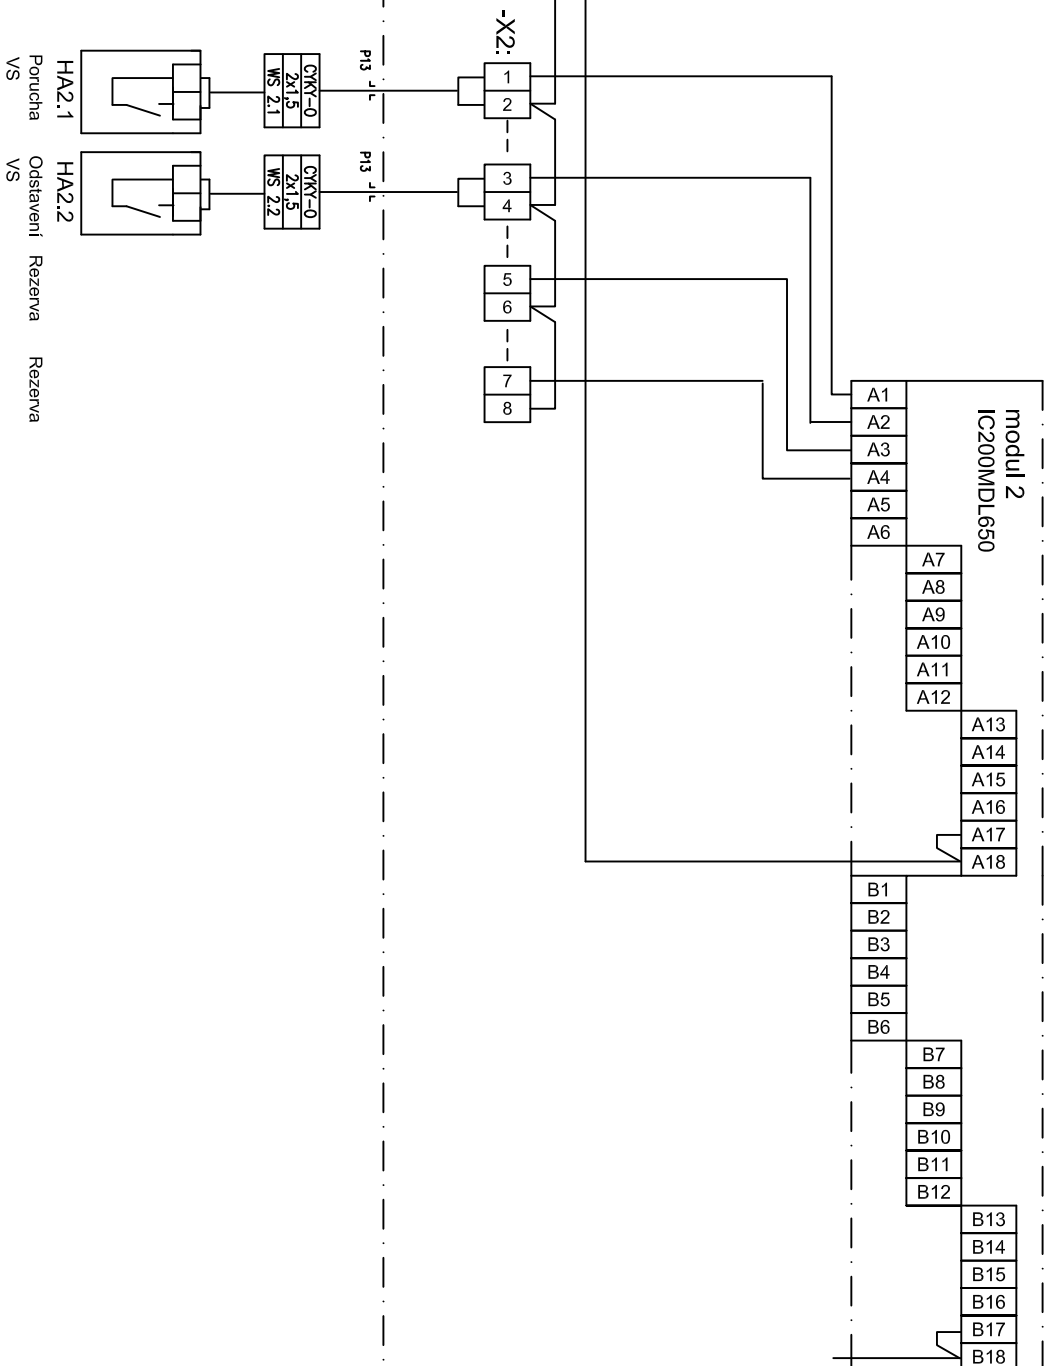 -X2:
1
2
3
4
5
6
7
8
P13
CYKY-O
2x1,5
WS 2.1
HA2.1
Porucha
VS
P13
CYKY-O
2x1,5
WS 2.2
HA2.2
Odstavení
VS
Rezerva
Rezerva
modul 2
IC200MDL650
A1
A2
A3
A4
A5
A6
A7
A8
A9
A10
A11
A12
A13
A14
A15
A16
A17
A18
B1
B2
B3
B4
B5
B6
B7
B8
B9
B10
B11
B12
B13
B14
B15
B16
B17
B18